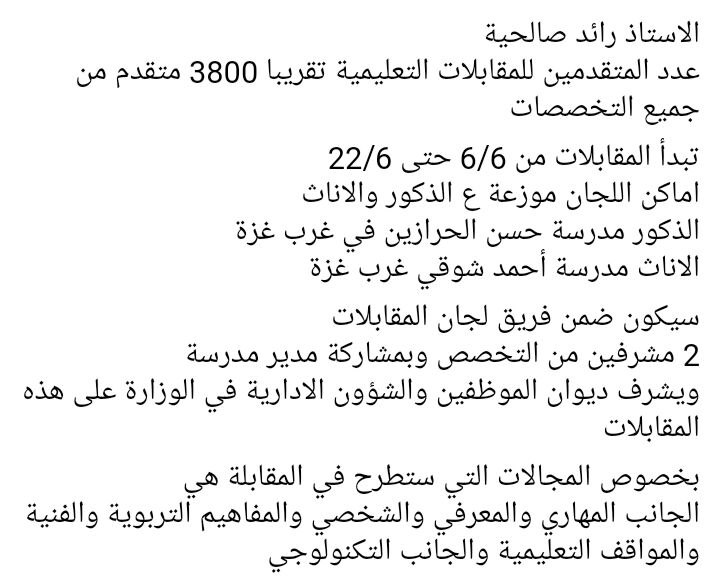 الاستاذ رائد صالحية
عدد المتقدمين للمقابلات التعليمية تقريبا 3800 متقدم من
جميع التخصصات
تبدأ المقابلات من 6/6 حتى 22/6
اماكن اللجان موزعة ع الذكور والاناث
الذكور مدرسة حسن الحرازين في غرب غزة
الاناث مدرسة أحمد شوقي غرب غزة
سيكون ضمن فريق لجان المقابلات
2 مشرفين من التخصص وبمشاركة مدير مدرسة
ويشرف ديوان الموظفين والشؤون الادارية في الوزارة على هذه
المقابلات
بخصوص المجالات التي ستطرح في المقابلة هي
الجانب المهاري والمعرفي والشخصي والمفاهيم التربوية والفنية
والمواقف التعليمية والجانب التكنولوجي